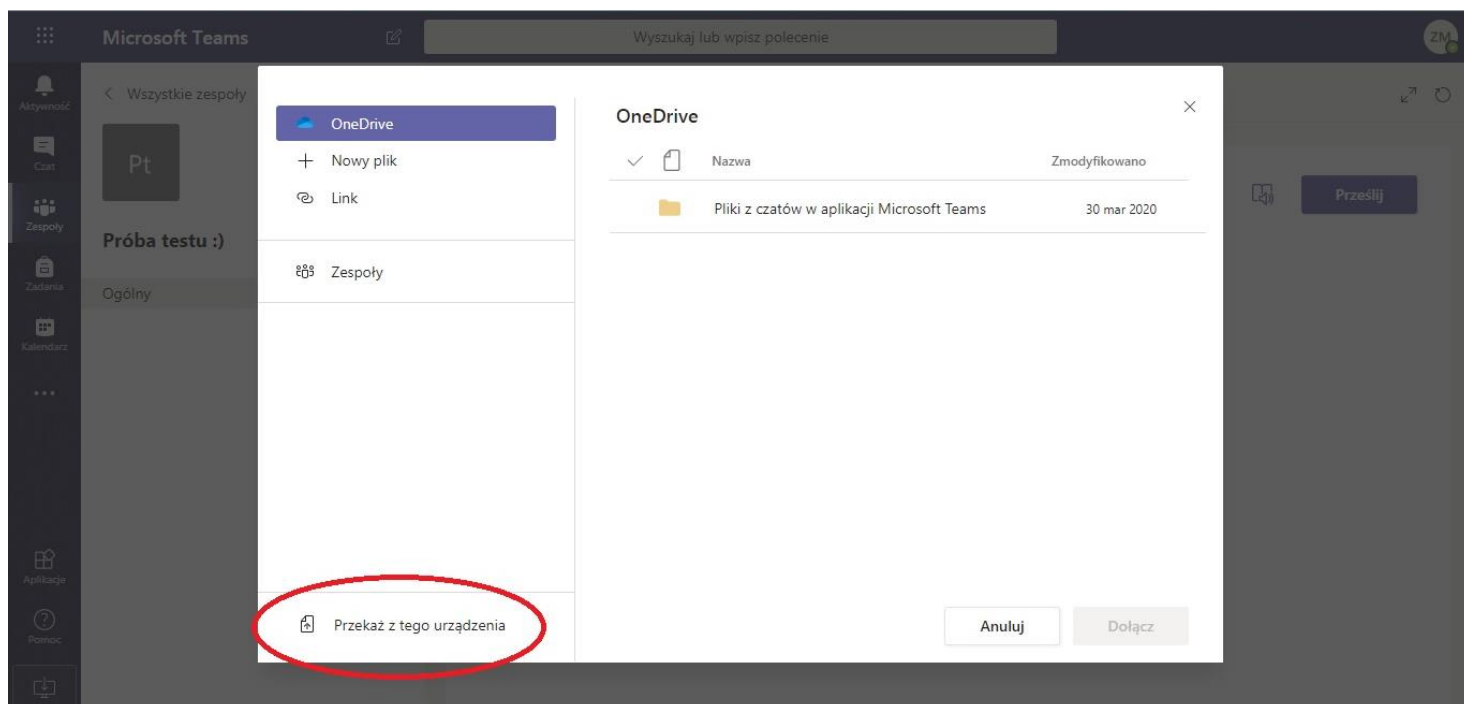 Microsoft Teams
Wyszukaj lub wpisz polecenie
ZM
Aktywność
Wszystkie zespoły
Czat
Pt
Zespoły
Próba testu :)
Zadania
Ogólny
Kalendarz
Aplikacje
Pomoc
OneDrive
Nowy plik
Link
Zespoły
Przekaż z tego urządzenia
OneDrive
Nazwa Zmodyfikowano
Pliki z czatów w aplikacji Microsoft Teams 30 mar 2020
Anuluj Dołącz
Prześlij